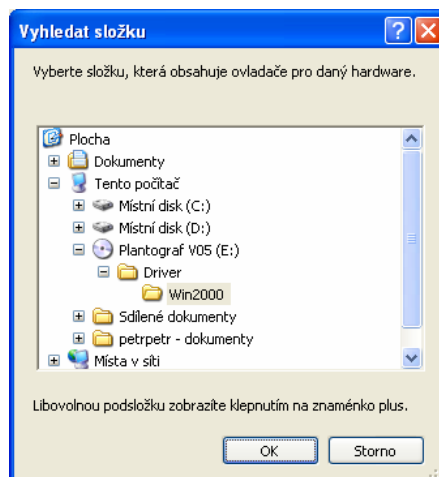 Vyhledat složku
Vyberte složku, která obsahuje ovladače pro daný hardware.
Plocha
Dokumenty
Tento počítač
Místní disk (C:)
Místní disk (D:)
Plantograf V05 (E:)
Driver
Win2000
Sdílené dokumenty
petrpetr - dokumenty
Místa v síti
Libovolnou podsložku zobrazíte klepnutím na znaménko plus.
OK Storno